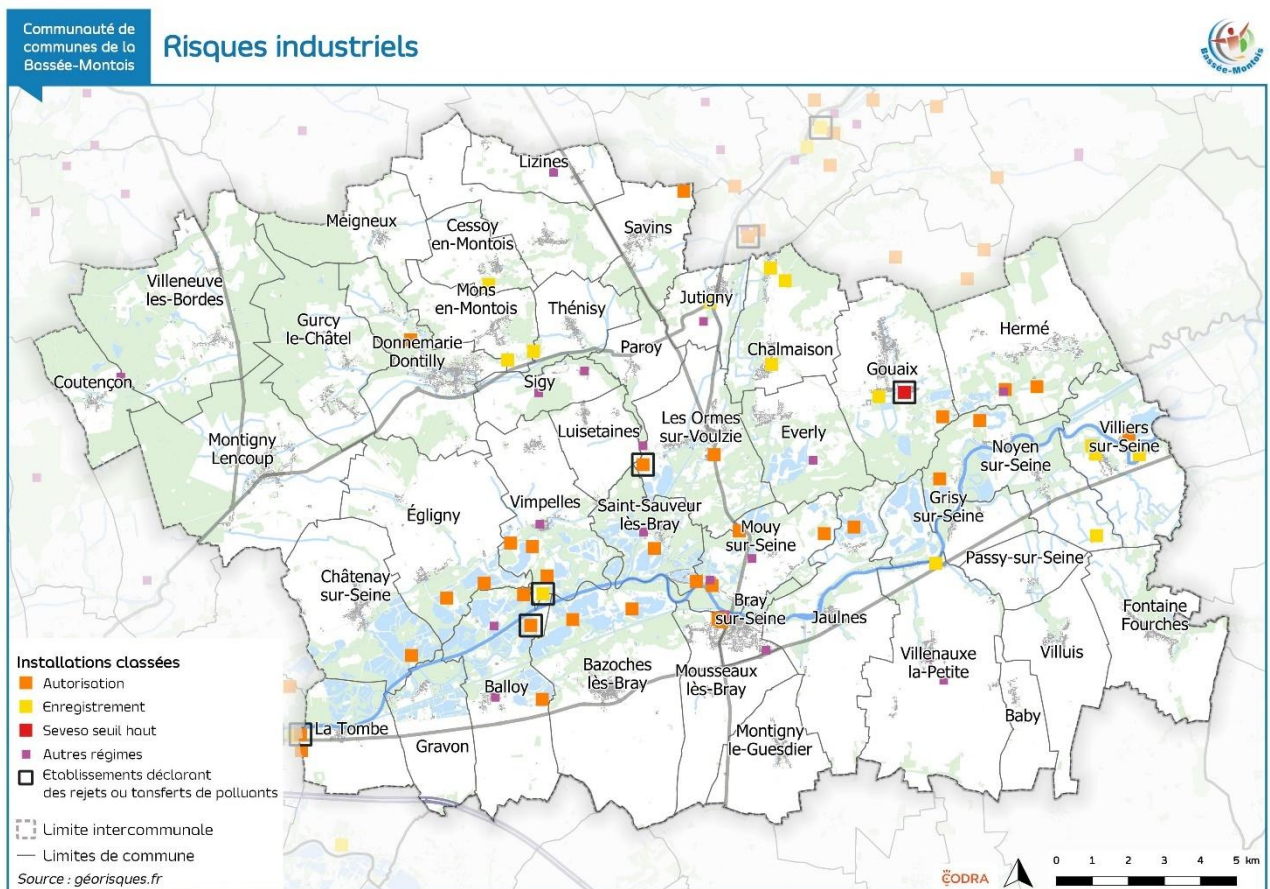 Communauté de
communes de la
Bassée-Montois
Risques industriels
Bassée-Montois
Lizines
Meigneux
Cessoy
en-Montois
Savins
Villeneuve
les-Bordes
Mons
en-Montois
Thénisy
Jutigny
Gurcy
le-Châtel
Donnemarie
Dontilly
Paroy
Chalmaison
Hermé
Gouaix
Coutençon
Sigy
Luisetaines
Les Ormes
sur-Voulzie
Everly
Villiers
sur-Seine
Montigny
Lencoup
Noyen
sur-Seine
Vimpelles
Saint-Sauveur
lès-Bray
Grisy
sur-Seine
Égligny
Mouy
sur-Seine
Passy-sur-Seine
Châtenay
sur-Seine
Bray
sur-Seine
Jaulnes
Fontaine
Fourches
Villenauxe
la-Petite
Villuis
Bazoches
lès-Bray
Mousseaux
lès-Bray
Balloy
Baby
La Tombe
Gravon
Montigny
le-Guesdier
Installations classées
Autorisation
Enregistrement
Seveso seuil haut
Autres régimes
Etablissements déclarant
des rejets ou tansferts de polluants
Limite intercommunale
Limites de commune
Source : géorisques.fr
CODRA
0 1 2 3 4 5 km